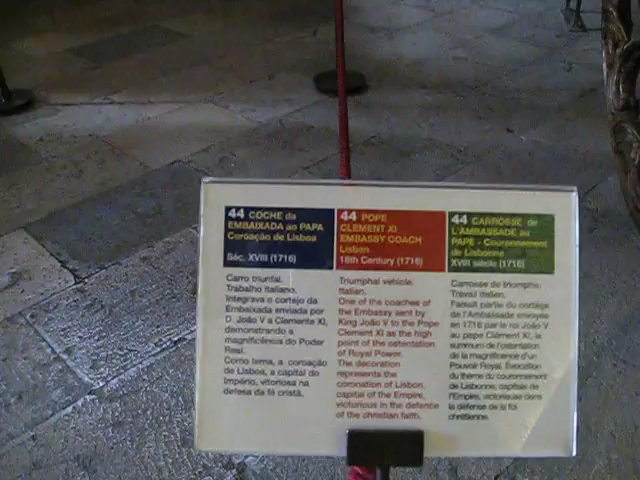 44 COCHE da
EMBAIXADA ao PAPA
Coroação de Lisboa
Séc. XVIII (1716)
Carro triunfal.
Trabalho italiano.
Integrava o cortejo da
Embaixada enviada por
D. João V a Clemente XI,
demonstrando a
magnificência do Poder
Real.
Como tema, a coroação
de Lisboa, a capital do
Império, vitoriosa na
defesa da fé cristã.
44 POPE
CLEMENT XI
EMBASSY COACH
Lisbon
18th Century (1716)
Triumphal vehicle.
Italian.
One of the coaches of
the Embassy sent by
King João V to the Pope
Clement XI as the high
point of the ostentation
of Royal Power.
The decoration
represents the
coronation of Lisbon,
capital of the Empire,
victorious in the defence
of the christian faith.
44 CARROSSE de
L'AMBASSADE au
PAPE - Couronnement
de Lisbonne
XVIII siècle (1716)
Carrosse de triomphe.
Travail italien.
Faisait partie du cortège
de l'Ambassade envoyée
en 1716 par le roi João V
au pape Clément XI, le
summum de l'ostentation
de la magnificence d'un
Pouvoir Royal. Évocation
du thème du couronnement
de Lisbonne, capitale de
l'Empire, victorieuse dans
la défense de la foi
chrétienne.